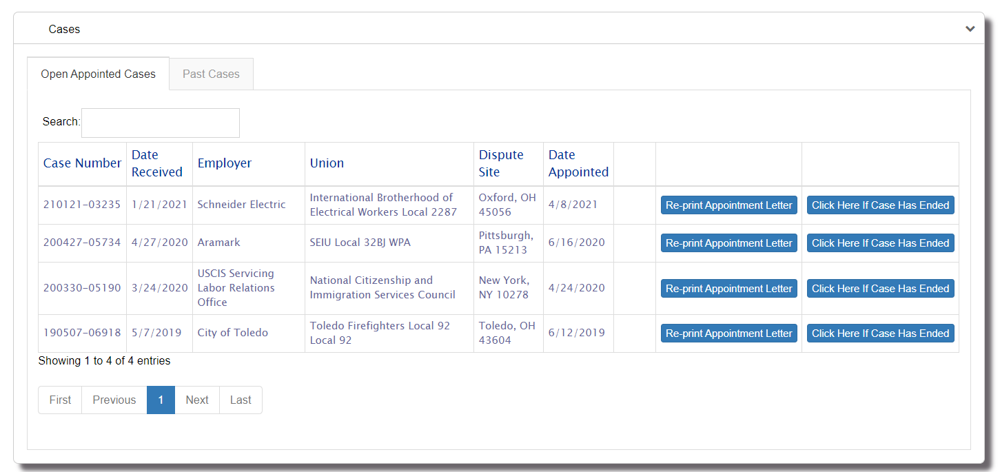 Cases
Open Appointed Cases
Past Cases
Search:
Case Number
Date
Received
Employer
Union
Dispute
Site
Date
Appointed
210121-03235
1/21/2021
Schneider Electric
International Brotherhood of
Electrical Workers Local 2287
Oxford, OH
45056
4/8/2021
Re-print Appointment Letter
Click Here If Case Has Ended
200427-05734
4/27/2020
Aramark
SEIU Local 32BJ WPA
Pittsburgh,
PA 15213
6/16/2020
Re-print Appointment Letter
Click Here If Case Has Ended
200330-05190
3/24/2020
USCIS Servicing
Labor Relations
Office
National Citizenship and
Immigration Services Council
New York,
NY 10278
4/24/2020
Re-print Appointment Letter
Click Here If Case Has Ended
190507-06918
5/7/2019
City of Toledo
Toledo Firefighters Local 92
Local 92
Toledo, OH
43604
6/12/2019
Re-print Appointment Letter
Click Here If Case Has Ended
Showing 1 to 4 of 4 entries
First
Previous
1
Next
Last